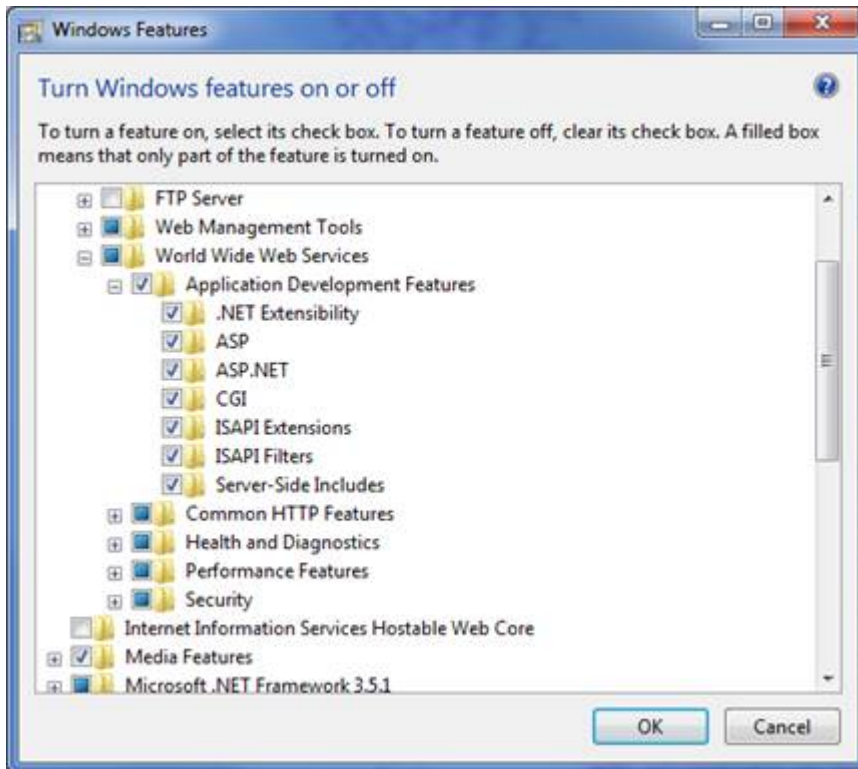 Windows Features
Turn Windows features on or off
To turn a feature on, select its check box. To turn a feature off, clear its check box. A filled box
means that only part of the feature is turned on.
FTP Server
Web Management Tools
World Wide Web Services
Application Development Features
.NET Extensibility
ASP
ASP.NET
CGI
ISAPI Extensions
ISAPI Filters
Server-Side Includes
Common HTTP Features
Health and Diagnostics
Performance Features
Security
Internet Information Services Hostable Web Core
Media Features
Microsoft .NET Framework 3.5.1
OK Cancel